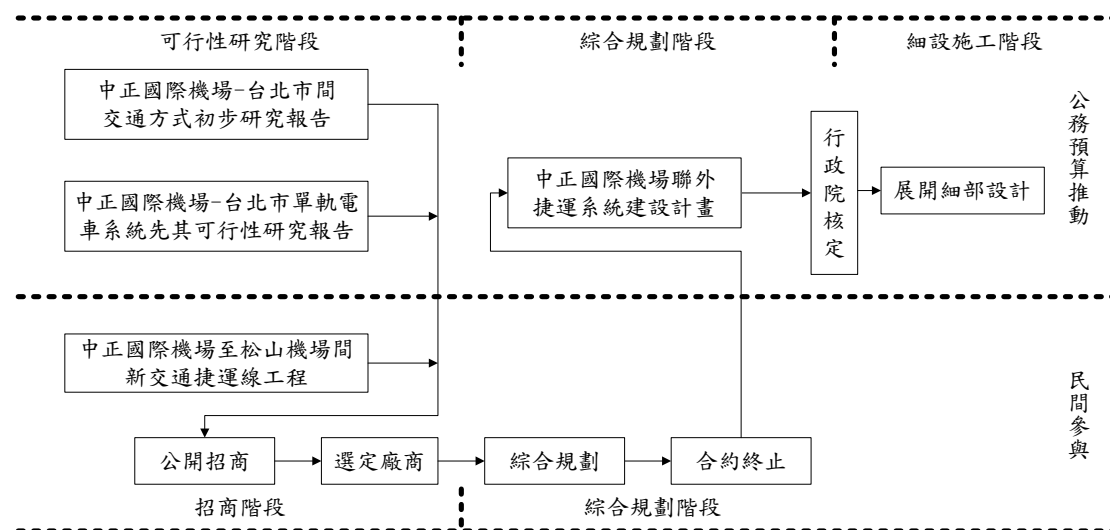 可行性研究階段
綜合規劃階段
細設施工階段
中正國際機場-台北市間
交通方式初步研究報告
中正國際機場-台北市單軌電
車系統先其可行性研究報告
中正國際機場聯外
捷運系統建設計畫
行政院核定
展開細部設計
公務預算推動
中正國際機場至松山機場間
新交通捷運線工程
公開招商
選定廠商
綜合規劃
合約終止
民間參與
招商階段
綜合規劃階段